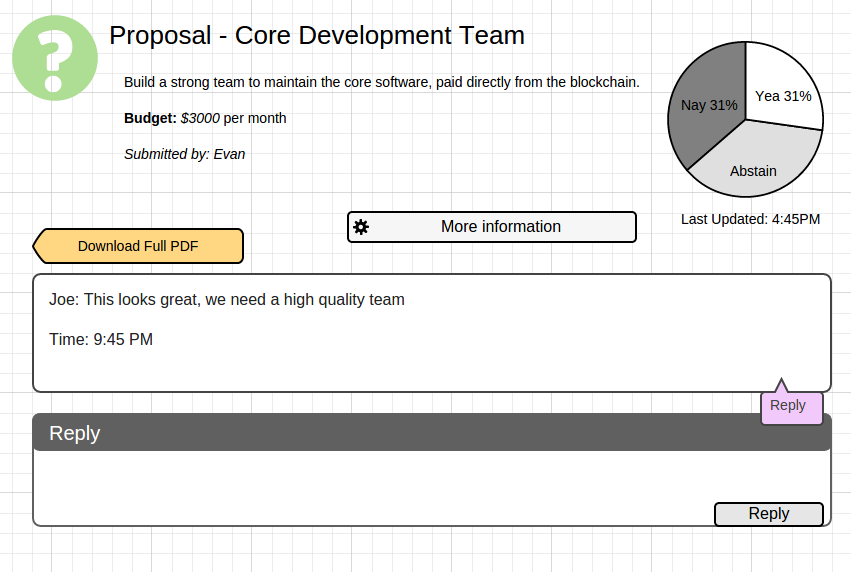 ?
Proposal - Core Development Team
Build a strong team to maintain the core software, paid directly from the blockchain.
Budget: $3000 per month
Submitted by: Evan
Nay 31%
Yea 31%
Abstain
Last Updated: 4:45PM
More information
Download Full PDF
Joe: This looks great, we need a high quality team
Time: 9:45 PM
Reply
Reply
Reply